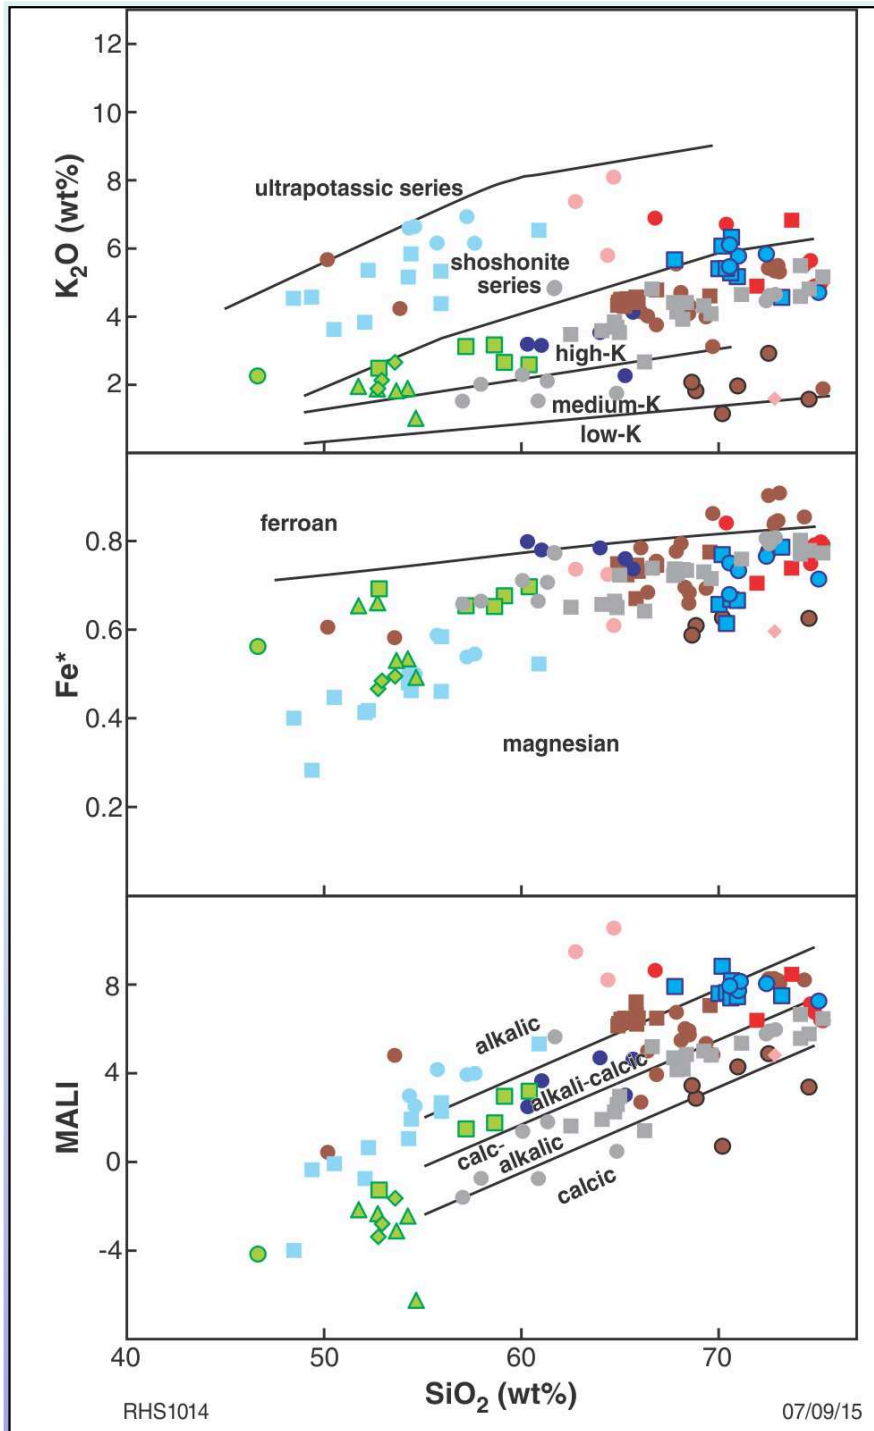 12
10
8
6
4
2
K₂O (wt%)
ultrapotassic series
shoshonite
series
high-K
medium-K
low-K
0.8
0.6
0.4
0.2
Fe*
ferroan
magnesian
8
4
0
-4
MALI
alkalic
alkali-calcic
calc-
alkalic
calcic
40
50
60
70
SiO₂ (wt%)
RHS1014
07/09/15